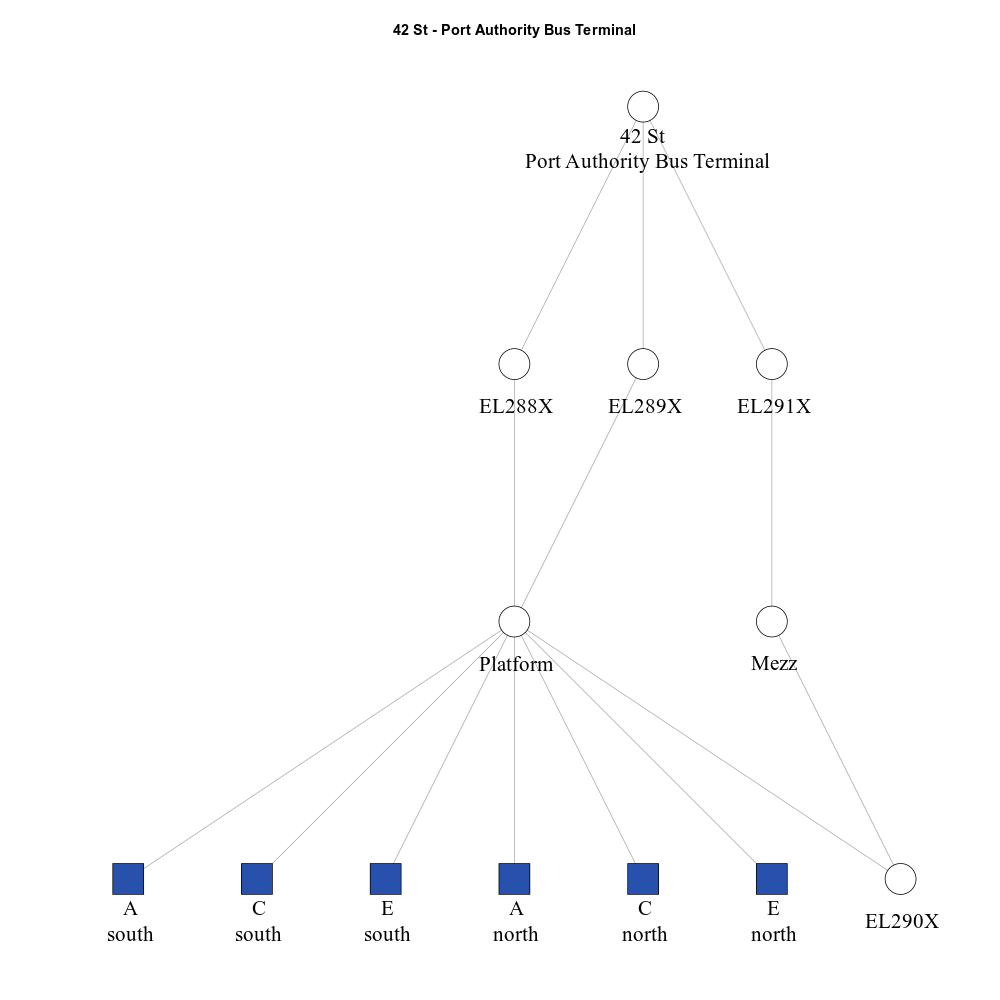 42 St - Port Authority Bus Terminal
42 St
Port Authority Bus Terminal
EL288X
EL289X
EL291X
Platform
Mezz
A
south
C
south
E
south
A
north
C
north
E
north
EL290X